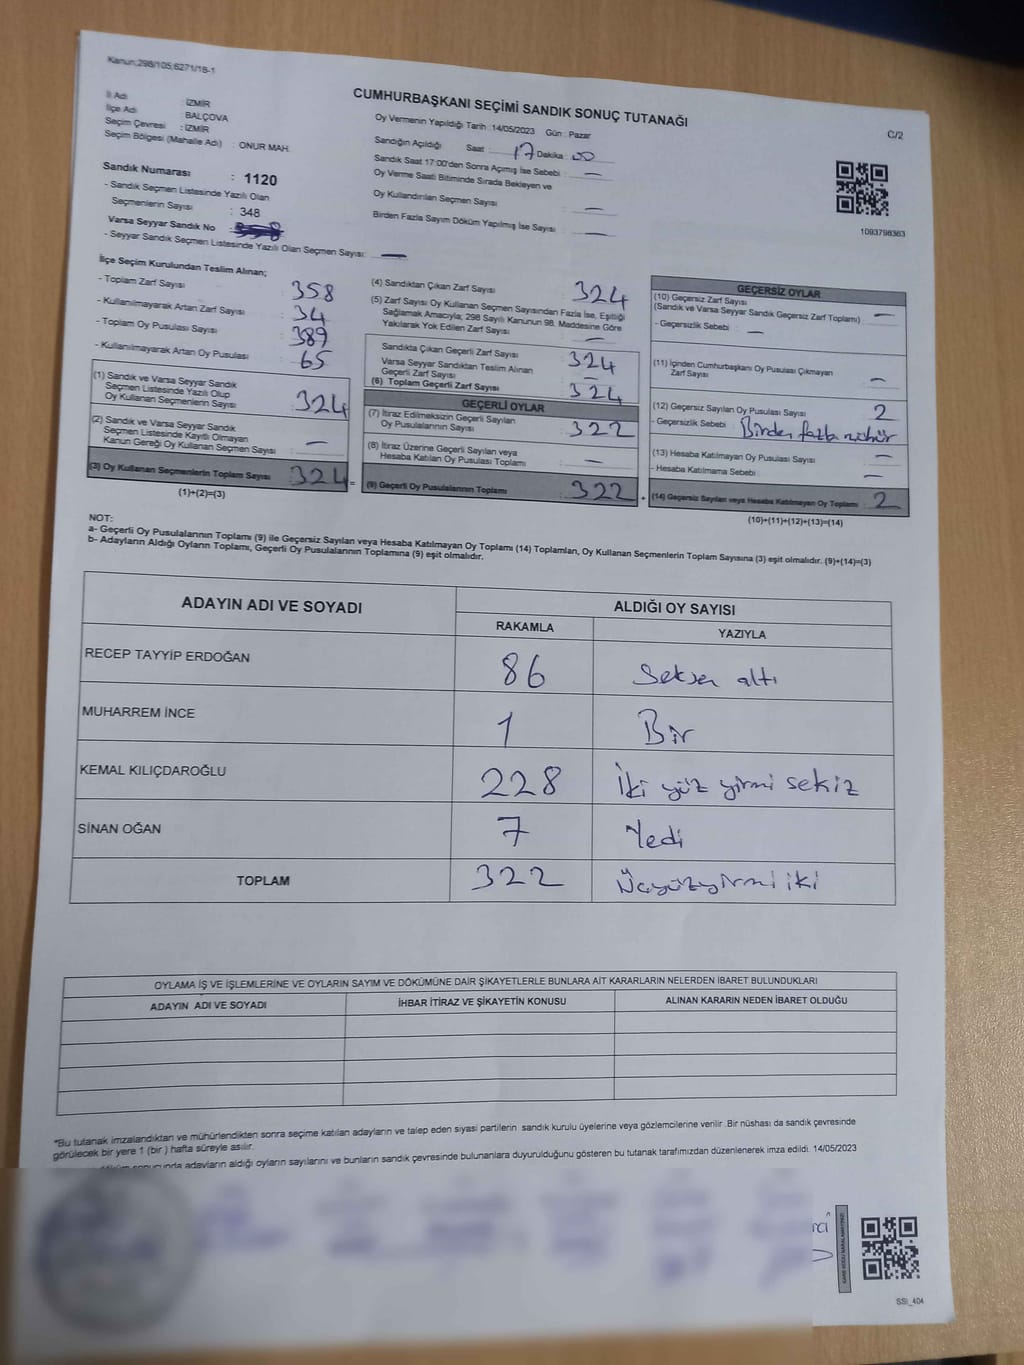 Kanun;298/105;6271/18-1
İl Adı : İZMİR
İlçe Adı : BALÇOVA
Seçim Çevresi : İZMİR
Seçim Bölgesi (Mahalle Adı) : ONUR MAH.
CUMHURBAŞKANI SEÇİMİ SANDIK SONUÇ TUTANAĞI
C/2
Oy Vermenin Yapıldığı Tarih : 14/05/2023 Gün : Pazar
Sandığın Açıldığı Saat : 17 Dakika : 00
Sandık Saat 17:00'den Sonra Açımış İse Sebebi : —
Oy Verme Saati Bitiminde Sırada Bekleyen ve
Oy Kullandırılan Seçmen Sayısı : —
Birden Fazla Sayım Döküm Yapılmış İse Sayısı : —
1093798363
Sandık Numarası : 1120
- Sandık Seçmen Listesinde Yazılı Olan
Seçmenlerin Sayısı : 348
Varsa Seyyar Sandık No
- Seyyar Sandık Seçmen Listesinde Yazılı Olan Seçmen Sayısı: —
İlçe Seçim Kurulundan Teslim Alınan;
- Toplam Zarf Sayısı : 358
- Kullanılmayarak Artan Zarf Sayısı : 34
- Toplam Oy Pusulası Sayısı : 389
- Kullanılmayarak Artan Oy Pusulası : 65
(1) Sandık ve Varsa Seyyar Sandık
Seçmen Listesinde Yazılı Olup
Oy Kullanan Seçmenlerin Sayısı : 324
(2) Sandık ve Varsa Seyyar Sandık
Seçmen Listesinde Kayıtlı Olmayan
Kanun Gereği Oy Kullanan Seçmen Sayısı : —
(3) Oy Kullanan Seçmenlerin Toplam Sayısı : 324 =
(1)+(2)=(3)
(4) Sandıktan Çıkan Zarf Sayısı : 324
(5) Zarf Sayısı Oy Kullanan Seçmen Sayısından Fazla İse, Eşitliği
Sağlamak Amacıyla; 298 Sayılı Kanunun 98. Maddesine Göre
Yakılarak Yok Edilen Zarf Sayısı : —
Sandıkta Çıkan Geçerli Zarf Sayısı : 324
Varsa Seyyar Sandıktan Teslim Alınan
Geçerli Zarf Sayısı : —
(6) Toplam Geçerli Zarf Sayısı : 324
GEÇERLİ OYLAR
(7) İtiraz Edilmeksizin Geçerli Sayılan
Oy Pusulalarının Sayısı : 322
(8) İtiraz Üzerine Geçerli Sayılan veya
Hesaba Katılan Oy Pusulası Toplamı : —
(9) Geçerli Oy Pusulalarının Toplamı : 322 +
GEÇERSİZ OYLAR
(10) Geçersiz Zarf Sayısı
(Sandık ve Varsa Seyyar Sandık Geçersiz Zarf Toplamı) : —
- Geçersizlik Sebebi : —
(11) İçinden Cumhurbaşkanı Oy Pusulası Çıkmayan
Zarf Sayısı : —
(12) Geçersiz Sayılan Oy Pusulası Sayısı : 2
- Geçersizlik Sebebi : Birden fazla mühür
(13) Hesaba Katılmayan Oy Pusulası Sayısı : —
- Hesaba Katılmama Sebebi : —
(14) Geçersiz Sayılan veya Hesaba Katılmayan Oy Toplamı : 2
(10)+(11)+(12)+(13)=(14)
NOT:
a- Geçerli Oy Pusulalarının Toplamı (9) ile Geçersiz Sayılan veya Hesaba Katılmayan Oy Toplamı (14) Toplamları, Oy Kullanan Seçmenlerin Toplam Sayısına (3) eşit olmalıdır. (9)+(14)=(3)
b- Adayların Aldığı Oyların Toplamı, Geçerli Oy Pusulalarının Toplamına (9) eşit olmalıdır.
ADAYIN ADI VE SOYADI
ALDIĞI OY SAYISI
RAKAMLA YAZIYLA
RECEP TAYYİP ERDOĞAN 86 Seksen altı
MUHARREM İNCE 1 Bir
KEMAL KILIÇDAROĞLU 228 İki yüz yirmi sekiz
SİNAN OĞAN 7 Yedi
TOPLAM 322 Üçyüzyirmi iki
OYLAMA İŞ VE İŞLEMLERİNE VE OYLARIN SAYIM VE DÖKÜMÜNE DAİR ŞİKAYETLERLE BUNLARA AİT KARARLARIN NELERDEN İBARET BULUNDUKLARI
ADAYIN ADI VE SOYADI İHBAR İTİRAZ VE ŞİKAYETİN KONUSU ALINAN KARARIN NEDEN İBARET OLDUĞU
*Bu tutanak imzalandıktan ve mühürlendikten sonra seçime katılan adayların ve talep eden siyasi partilerin sandık kurulu üyelerine veya gözlemcilerine verilir. Bir nüshası da sandık çevresinde
görülecek bir yere 1 (bir ) hafta süreyle asılır.
adayların aldığı oyların sayılarını ve bunların sandık çevresinde bulunanlara duyurulduğunu gösteren bu tutanak tarafımızdan düzenlenerek imza edildi. 14/05/2023
SSI_404